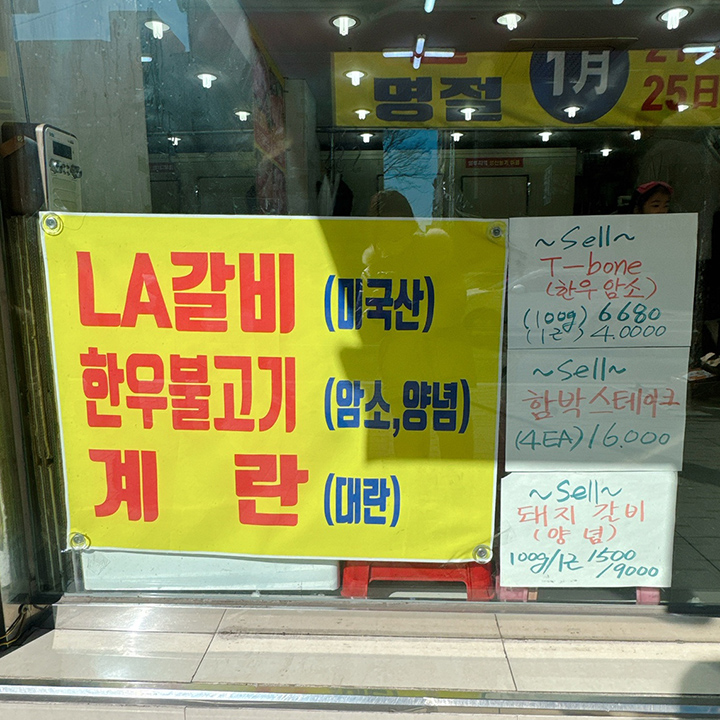 명절
1月
25日
LA갈비 (미국산)
한우불고기 (암소,양념)
계란 (대란)
~Sell~
T-bone
(한우 암소)
(100g) 6680
(1근) 4.0000
~Sell~
함박스테이크
(4EA) 16.000
~Sell~
돼지 갈비
(양념)
100g/1근 1500
/9000